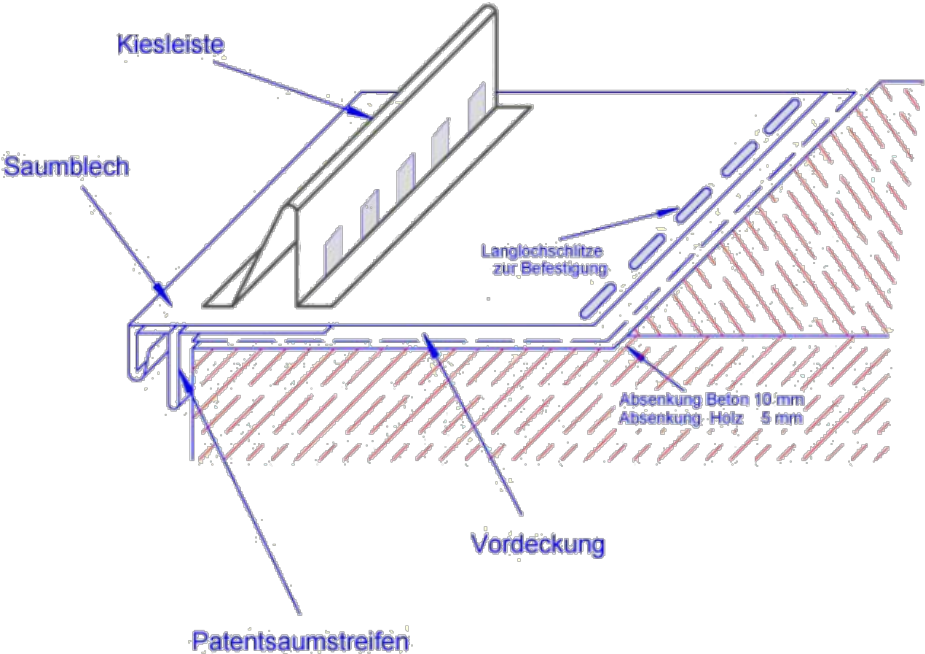 Kiesleiste
Saumblech
Langlochschlitze
zur Befestigung
Absenkung Beton 10 mm
Absenkung Holz 5 mm
Vordeckung
Patentsaumstreifen